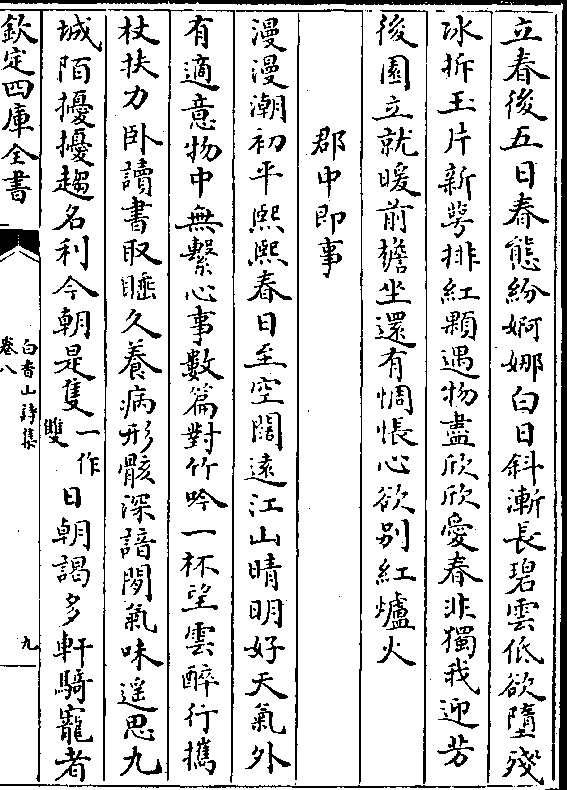 立春後五日春態紛婀娜白日斜漸長碧雲低欲墮殘
冰拆玉片新萼排紅顆遇物盡欣欣愛春非獨我迎芳
後園立就暖前簷坐還有惆悵心欲别紅爐火
郡中即事
漫漫潮初平熙熙春日至空闊遠江山晴明好天氣外
有適意物中無繫心事數篇對竹吟一杯望雲醉行攜
杖扶力卧讀書取睡久養病形骸深諳閒氣味遥思九
城陌擾擾趨名利今朝是隻一作雙日朝謁多軒騎寵者
欽定四庫全書
白香山詩集
卷八
九